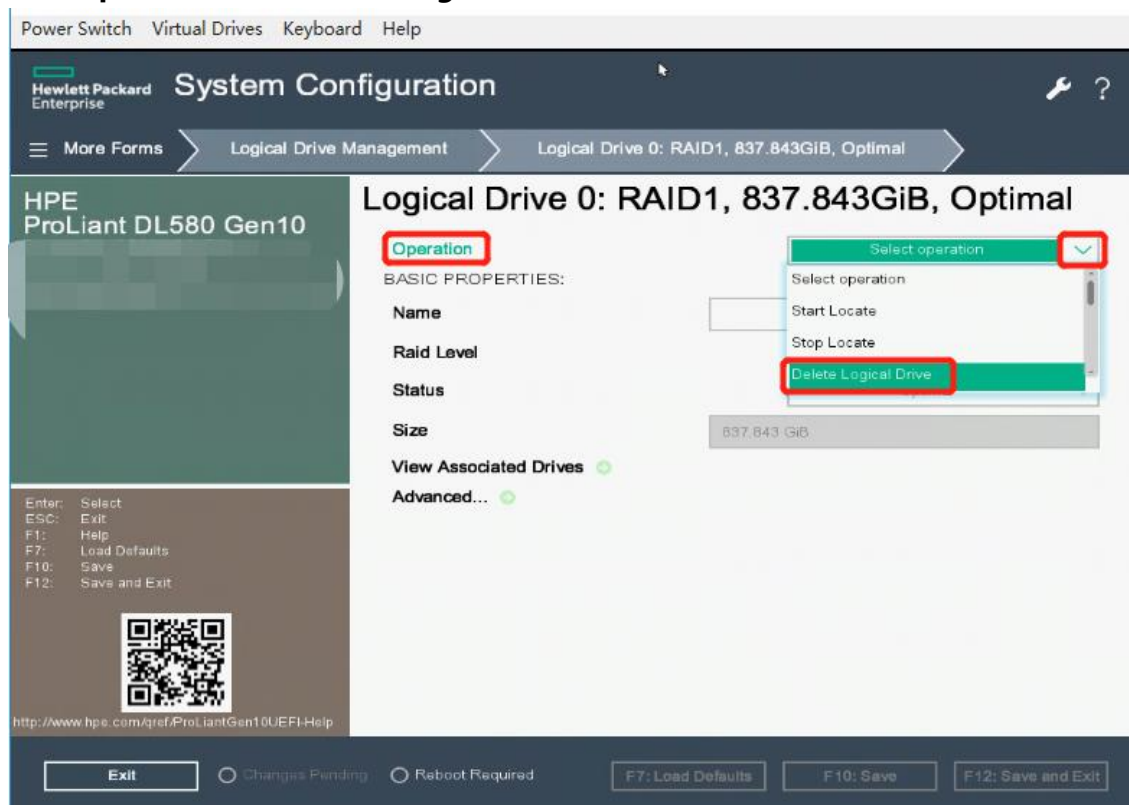 Power Switch Virtual Drives Keyboard Help
Hewlett Packard
Enterprise
System Configuration
?
More Forms Logical Drive Management Logical Drive 0: RAID1, 837.843GiB, Optimal
HPE
ProLiant DL580 Gen10
Logical Drive 0: RAID1, 837.843GiB, Optimal
Operation Select operation
BASIC PROPERTIES: Select operation
Name Start Locate
Raid Level Stop Locate
Status Delete Logical Drive
Size 837.843 GiB
View Associated Drives
Advanced...
Enter: Select
ESC: Exit
F1: Help
F7: Load Defaults
F10: Save
F12: Save and Exit
http://www.hpe.com/qref/ProLiantGen10UEFI-Help
Exit Changes Pending Reboot Required F7: Load Defaults F10: Save F12: Save and Exit